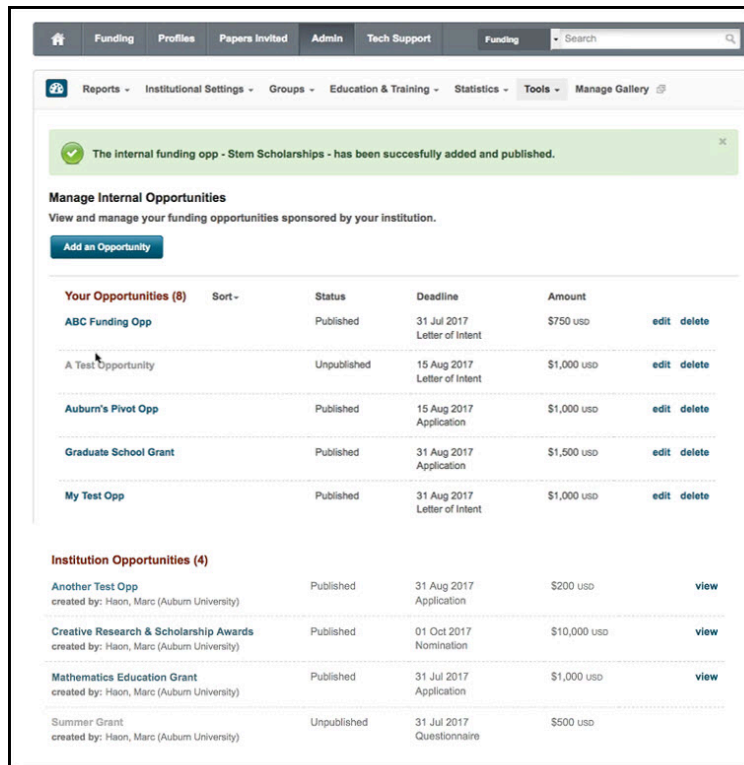 Funding Profiles Papers Invited Admin Tech Support Funding Search
Reports Institutional Settings Groups Education & Training Statistics Tools Manage Gallery
The internal funding opp - Stem Scholarships - has been succesfully added and published.
Manage Internal Opportunities
View and manage your funding opportunities sponsored by your institution.
Add an Opportunity
Your Opportunities (8) Sort Status Deadline Amount
ABC Funding Opp Published 31 Jul 2017 $750 USD edit delete
Letter of Intent
A Test Opportunity Unpublished 15 Aug 2017 $1,000 USD edit delete
Letter of Intent
Auburn's Pivot Opp Published 15 Aug 2017 $1,000 USD edit delete
Application
Graduate School Grant Published 31 Aug 2017 $1,500 USD edit delete
Application
My Test Opp Published 31 Aug 2017 $1,000 USD edit delete
Letter of Intent
Institution Opportunities (4)
Another Test Opp Published 31 Aug 2017 $200 USD view
created by: Haon, Marc (Auburn University) Application
Creative Research & Scholarship Awards Published 01 Oct 2017 $10,000 USD view
created by: Haon, Marc (Auburn University) Nomination
Mathematics Education Grant Published 31 Jul 2017 $1,000 USD view
created by: Haon, Marc (Auburn University) Application
Summer Grant Unpublished 31 Jul 2017 $500 USD
created by: Haon, Marc (Auburn University) Questionnaire